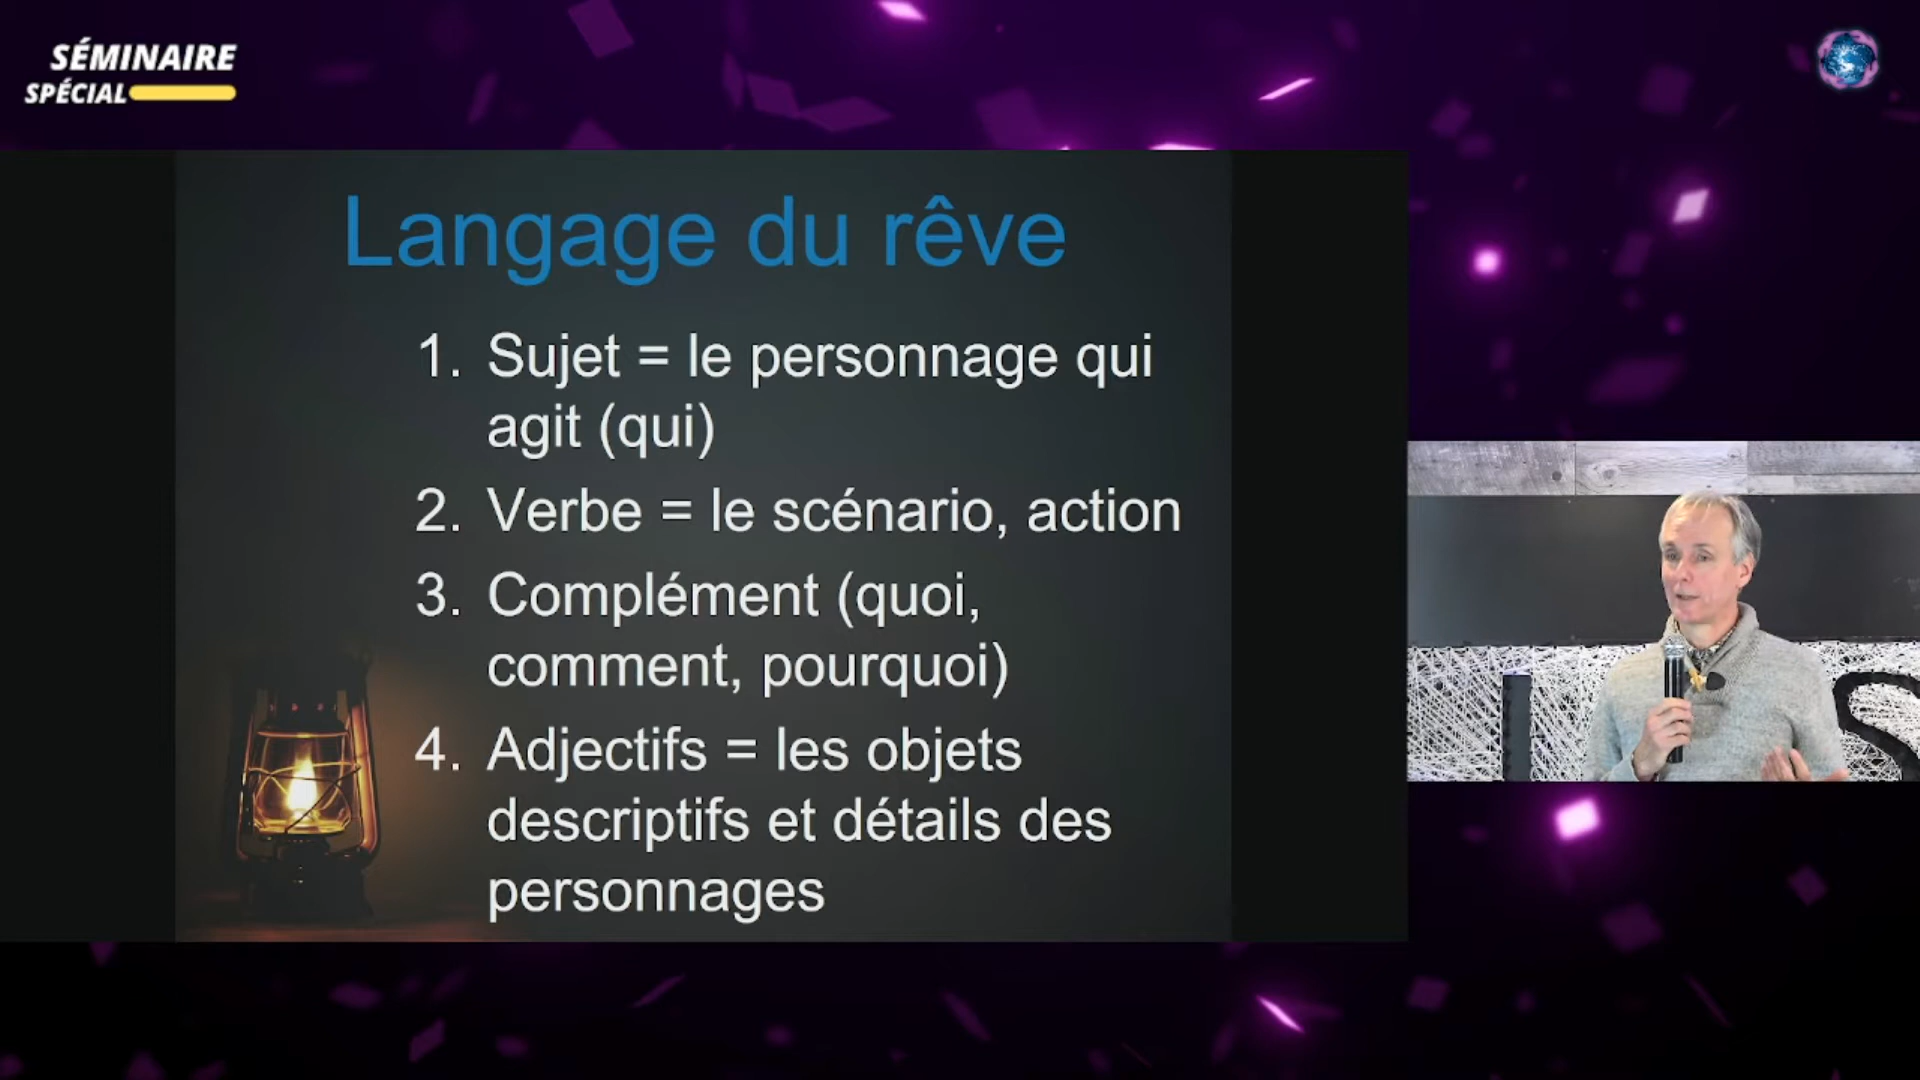 SÉMINAIRE
SPÉCIAL
Langage du rêve
1. Sujet = le personnage qui
agit (qui)
2. Verbe = le scénario, action
3. Complément (quoi,
comment, pourquoi)
4. Adjectifs = les objets
descriptifs et détails des
personnages